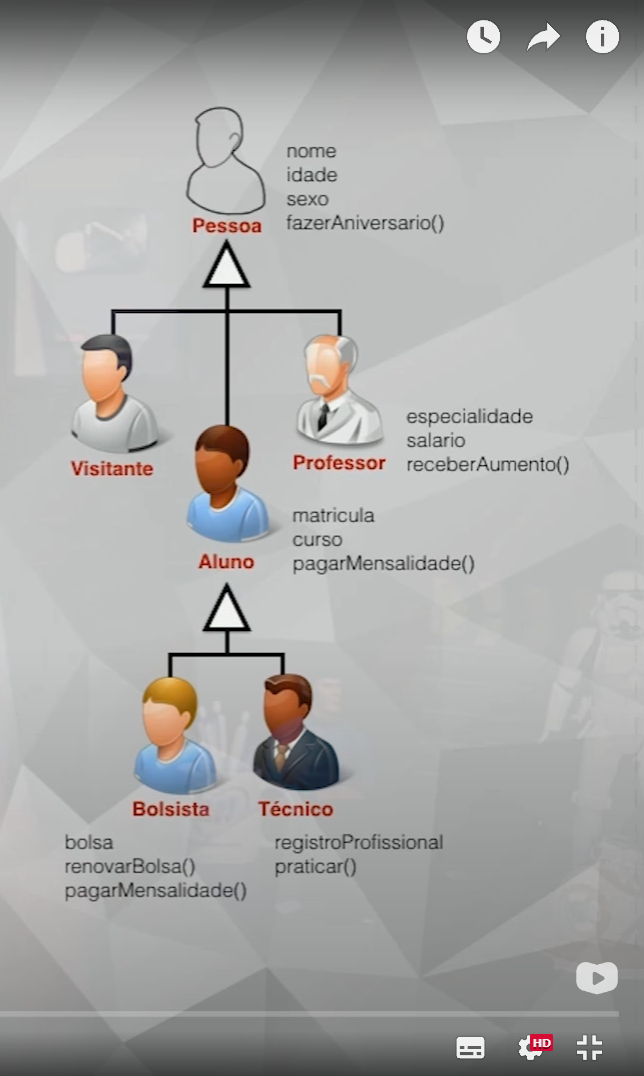 nome
idade
sexo
fazerAniversario()
Pessoa
Visitante
Professor
especialidade
salario
receberAumento()
Aluno
matricula
curso
pagarMensalidade()
Bolsista
Técnico
bolsa
renovarBolsa()
pagarMensalidade()
registroProfissional
praticar()
HD